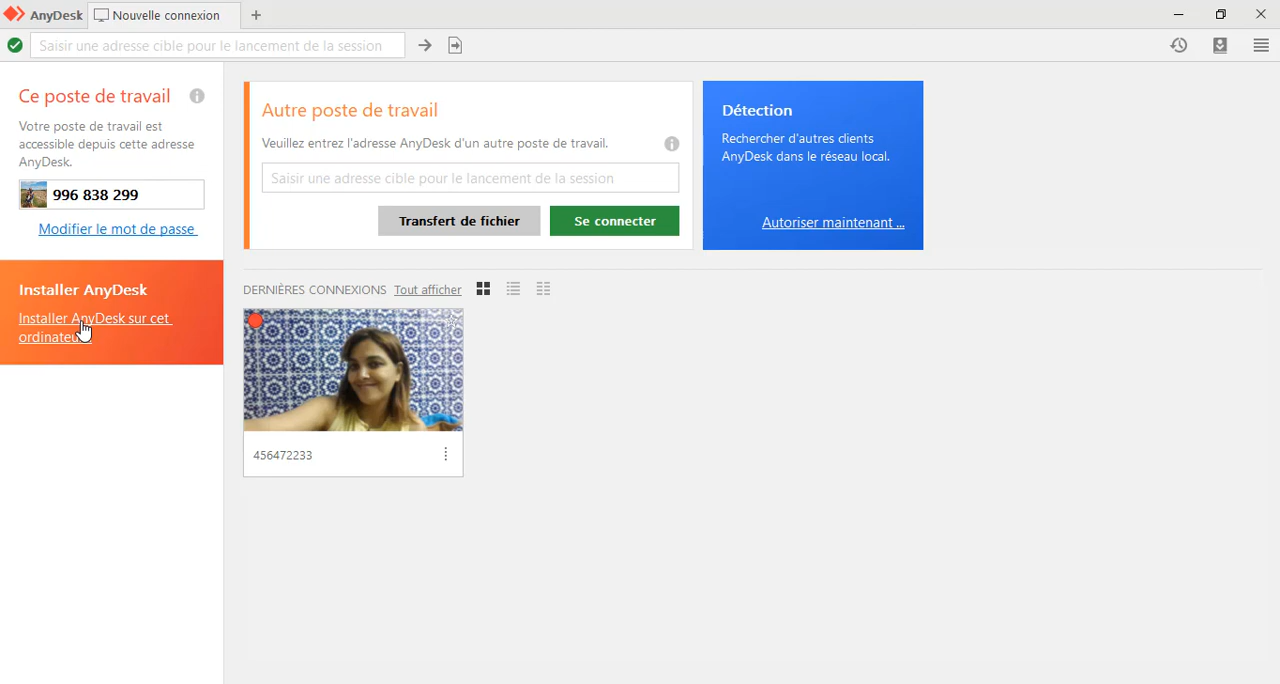 AnyDesk
Nouvelle connexion
Saisir une adresse cible pour le lancement de la session
Ce poste de travail
Votre poste de travail est
accessible depuis cette adresse
AnyDesk.
996 838 299
Modifier le mot de passe
Installer AnyDesk
Installer AnyDesk sur cet
Autre poste de travail
Veuillez entrez l'adresse AnyDesk d'un autre poste de travail.
Saisir une adresse cible pour le lancement de la session
Transfert de fichier
Se connecter
Détection
Rechercher d'autres clients
AnyDesk dans le réseau local.
Autoriser maintenant ...
DERNIÈRES CONNEXIONS Tout afficher
456472233